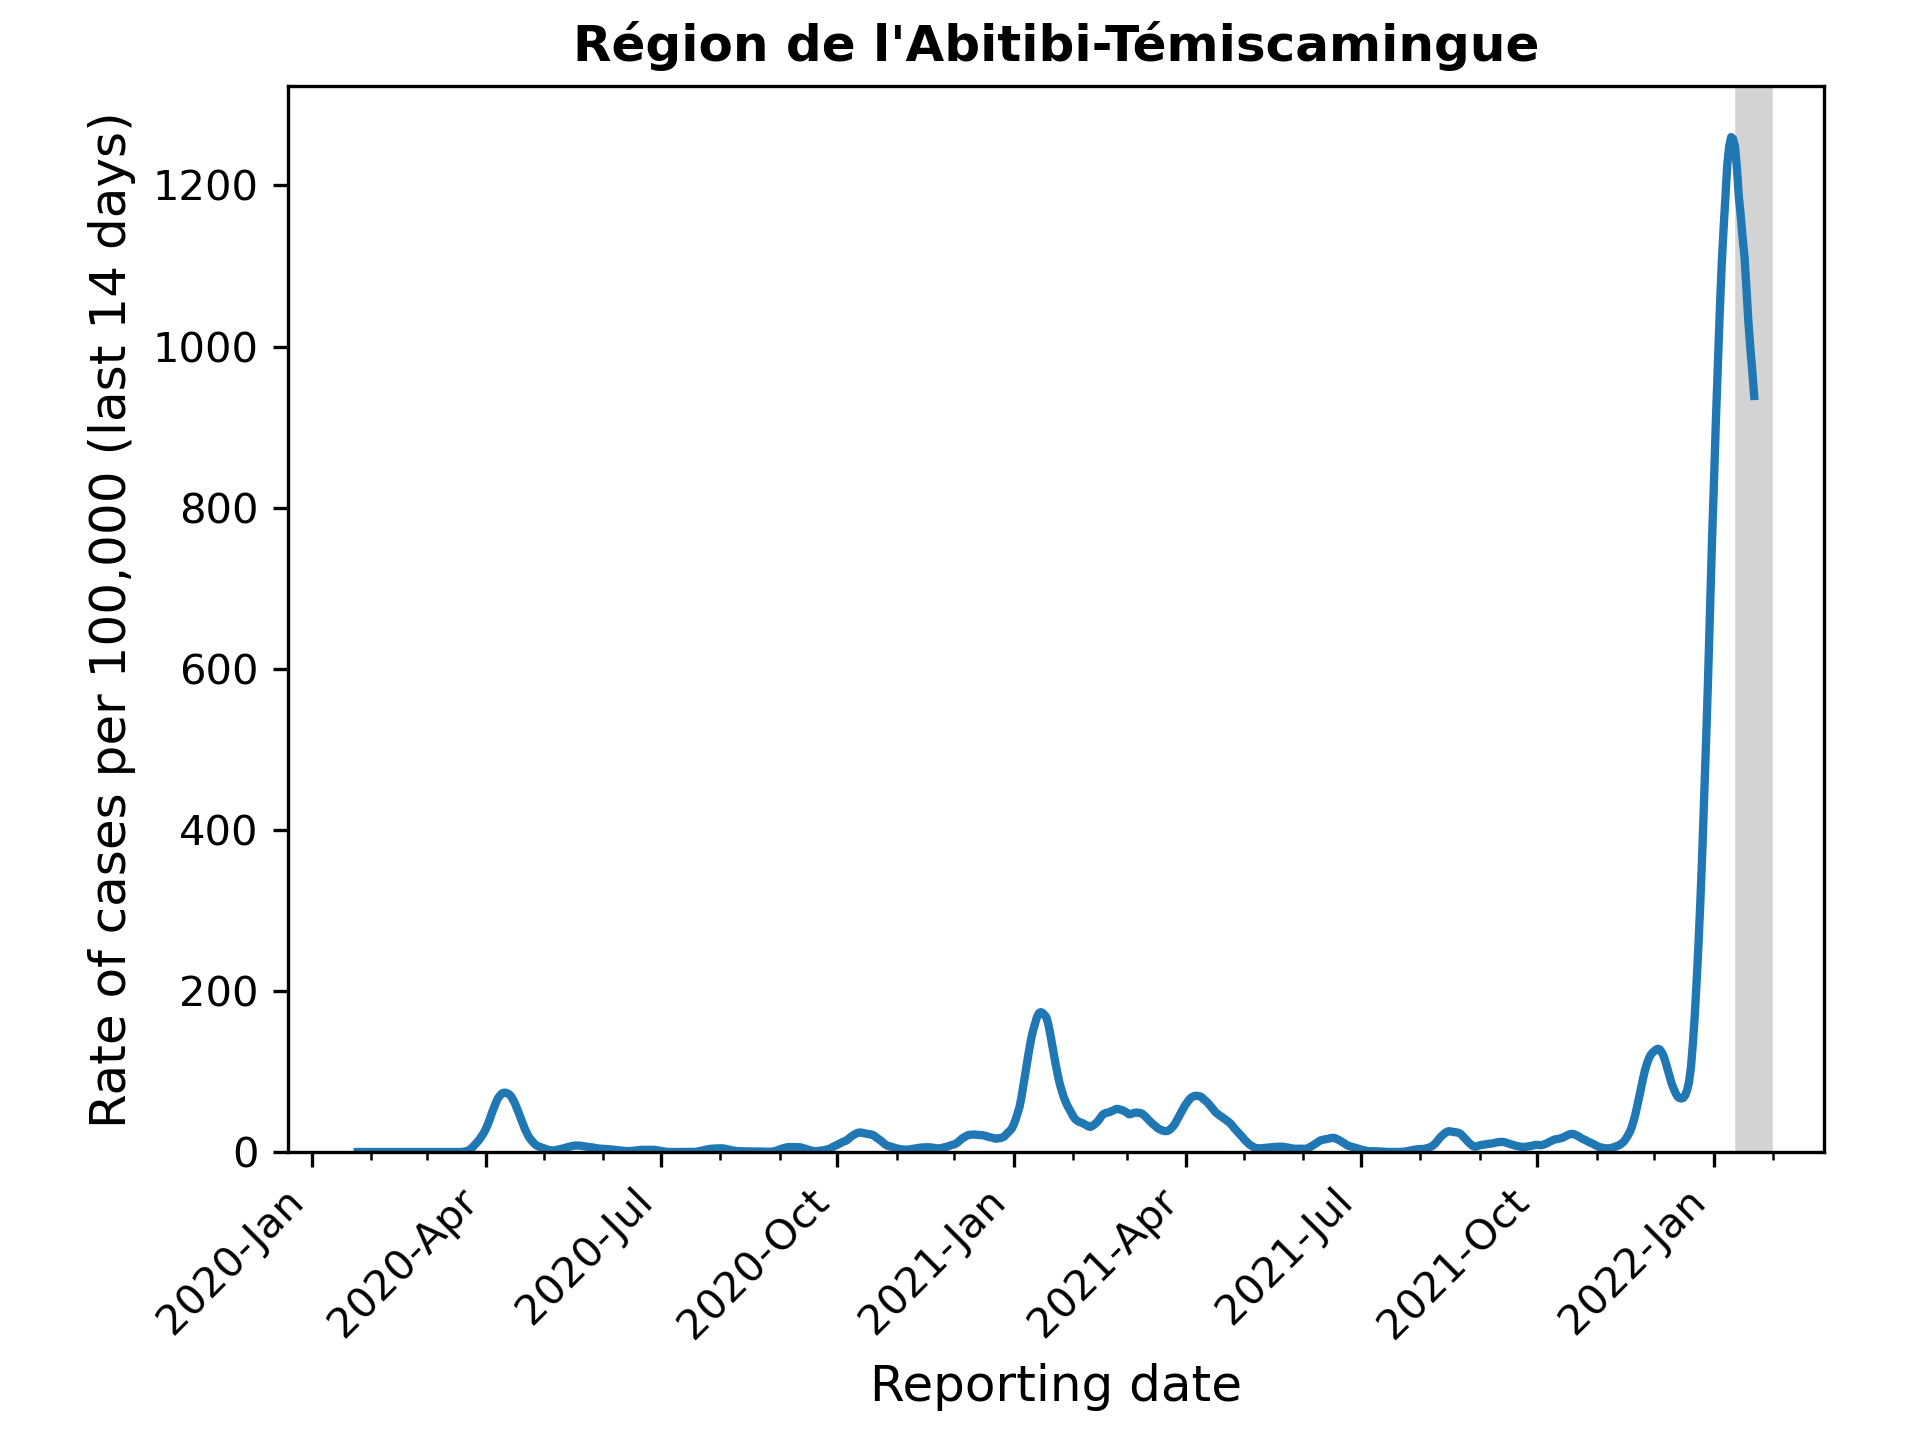 Région de l'Abitibi-Témiscamingue
Rate of cases per 100,000 (last 14 days)
1200
1000
800
600
400
200
0
2020-Jan
2020-Apr
2020-Jul
2020-Oct
2021-Jan
2021-Apr
2021-Jul
2021-Oct
2022-Jan
Reporting date